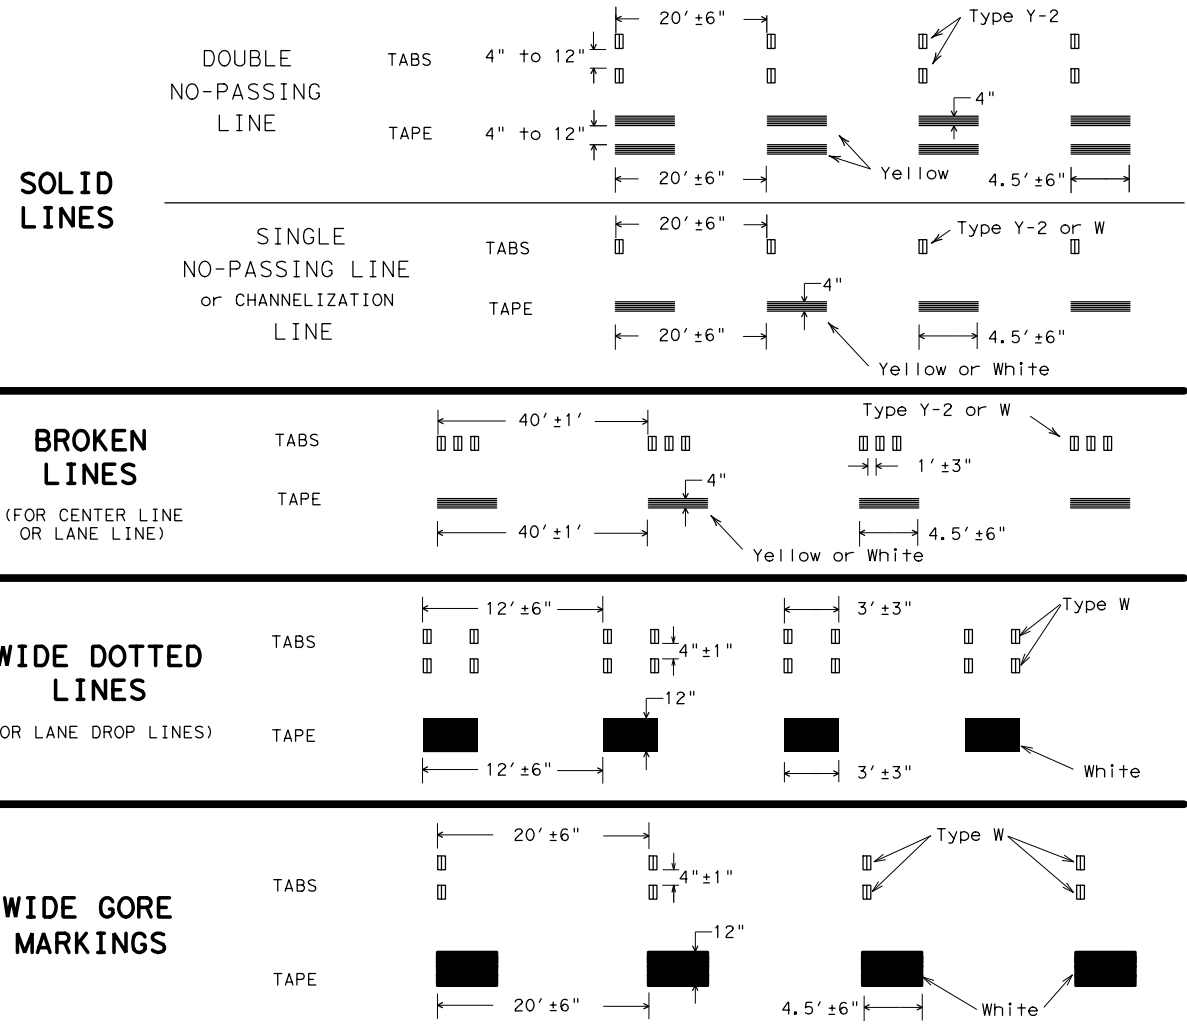 SOLID
LINES
DOUBLE
NO-PASSING
LINE
TABS
4" to 12"
20'±6"
Type Y-2
TAPE
4" to 12"
4"
Yellow
20'±6"
4.5'±6"
SINGLE
NO-PASSING LINE
or CHANNELIZATION
LINE
TABS
20'±6"
Type Y-2 or W
TAPE
4"
20'±6"
4.5'±6"
Yellow or White
BROKEN
LINES
(FOR CENTER LINE
OR LANE LINE)
TABS
40'±1'
Type Y-2 or W
1'±3"
TAPE
4"
40'±1'
4.5'±6"
Yellow or White
WIDE DOTTED
LINES
OR LANE DROP LINES)
TABS
12'±6"
3'±3"
Type W
4"±1"
TAPE
12"
12'±6"
3'±3"
White
WIDE GORE
MARKINGS
TABS
20'±6"
Type W
4"±1"
TAPE
12"
20'±6"
4.5'±6"
White